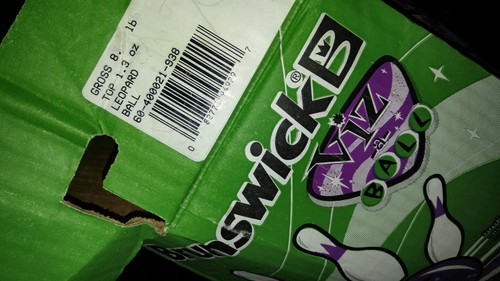 GROSS 8. lb
TOP 1.3 oz
LEOPARD
BALL
60-400021-938
Brunswick®
B
Viz
-a-
BALL